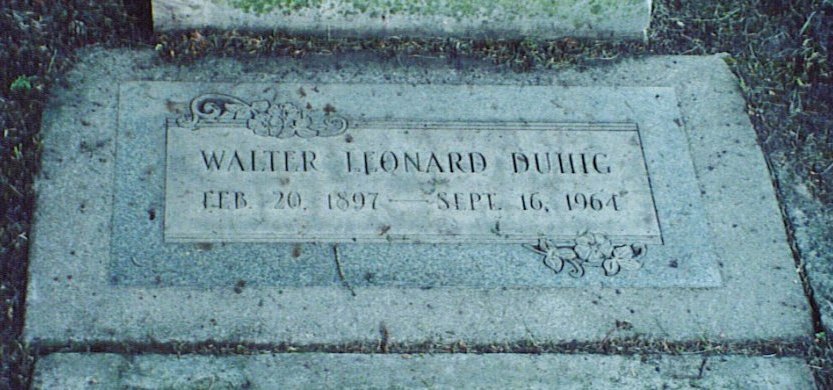 WALTER LEONARD DUHIG
FEB. 20, 1897 — SEPT. 16, 1964